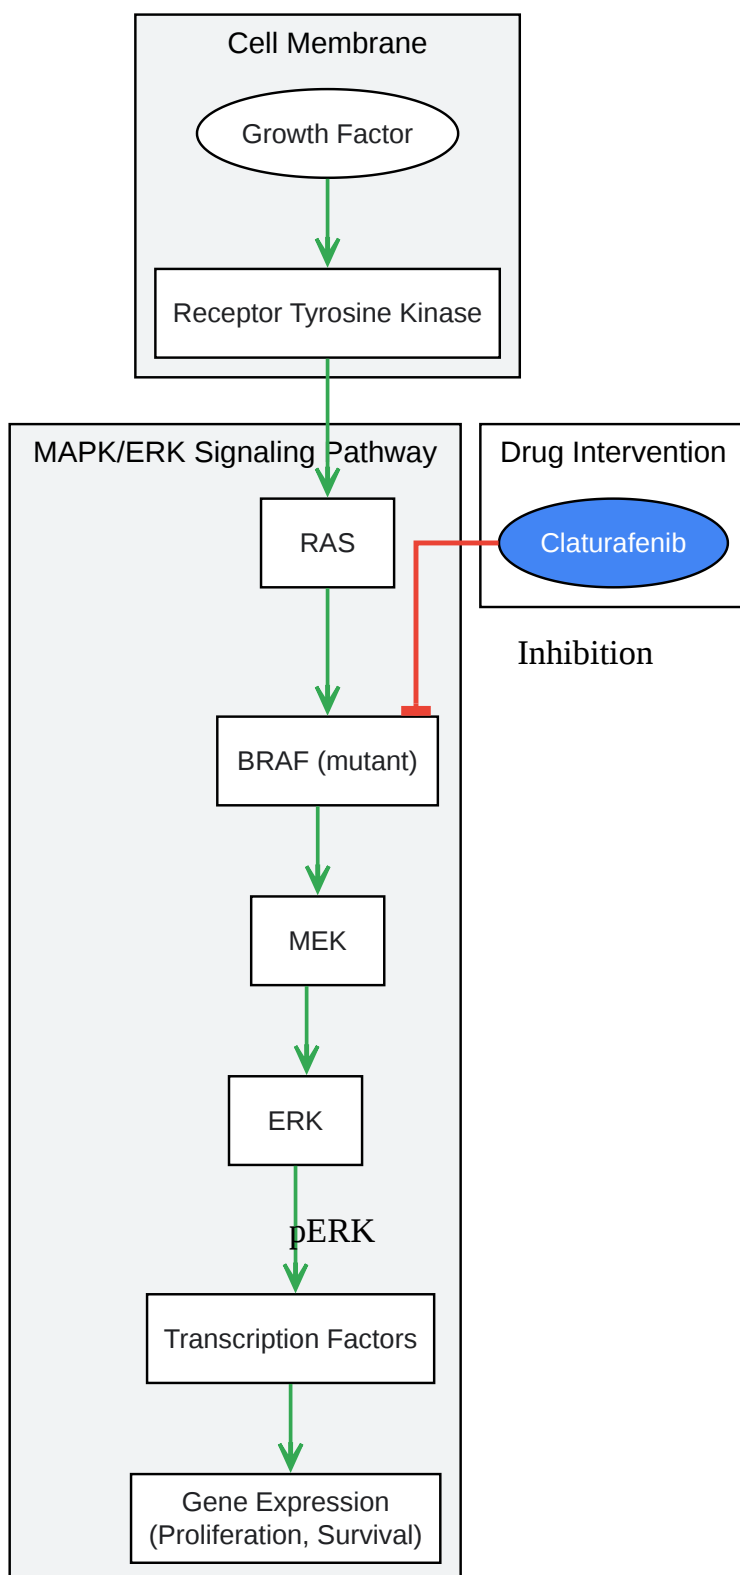 Cell Membrane
Growth Factor
Receptor Tyrosine Kinase
MAPK/ERK Signaling Pathway
Drug Intervention
RAS
Claturafenib
Inhibition
BRAF (mutant)
MEK
ERK
pERK
Transcription Factors
Gene Expression
(Proliferation, Survival)